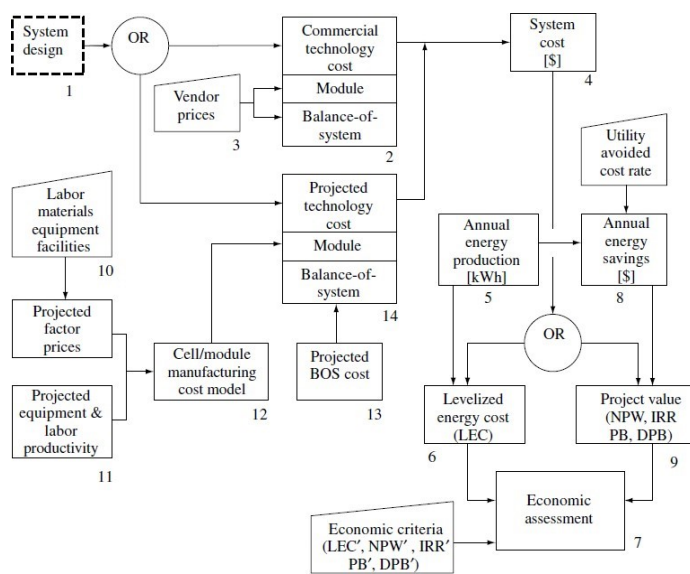 System
design
1
OR
Commercial
technology
cost
Module
Balance-of-
system
2
Vendor
prices
3
System
cost
[$]
4
Utility
avoided
cost rate
Labor
materials
equipment
facilities
10
Projected
technology
cost
Module
Balance-of-
system
14
Annual
energy
production
[kWh]
5
Annual
energy
savings
[$]
8
Projected
factor
prices
Cell/module
manufacturing
cost model
12
Projected
BOS cost
13
OR
Projected
equipment &
labor
productivity
11
Levelized
energy cost
(LEC)
6
Project value
(NPW, IRR
PB, DPB)
9
Economic
assessment
7
Economic criteria
(LEC′, NPW′ , IRR′
PB′, DPB′)